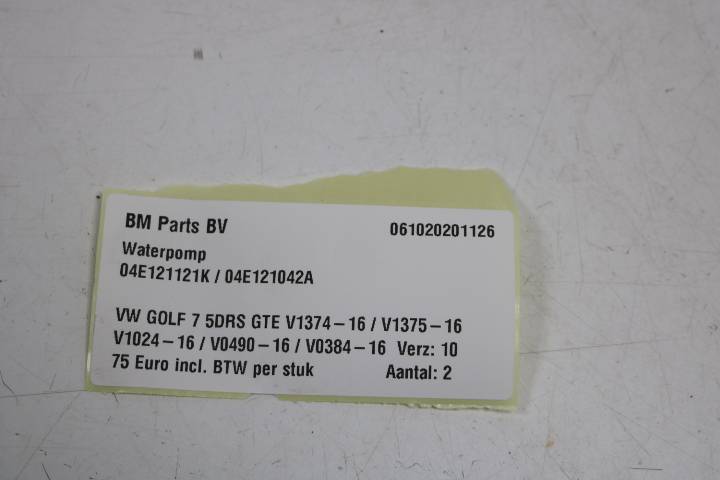 BM Parts BV 061020201126
Waterpomp
04E121121K / 04E121042A
VW GOLF 7 5DRS GTE V1374-16 / V1375-16
V1024-16 / V0490-16 / V0384-16 Verz: 10
75 Euro incl. BTW per stuk Aantal: 2